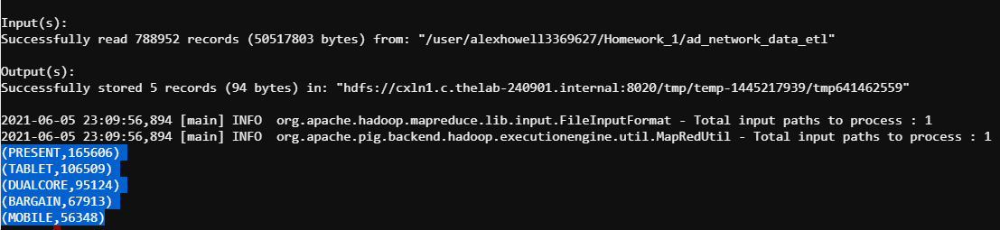 Input(s):
Successfully read 788952 records (50517803 bytes) from: "/user/alexhowell3369627/Homework_1/ad_network_data_etl"
Output(s):
Successfully stored 5 records (94 bytes) in: "hdfs://cxln1.c.thelab-240901.internal:8020/tmp/temp-1445217939/tmp641462559"
2021-06-05 23:09:56,894 [main] INFO  org.apache.hadoop.mapreduce.lib.input.FileInputFormat - Total input paths to process : 1
2021-06-05 23:09:56,894 [main] INFO  org.apache.pig.backend.hadoop.executionengine.util.MapRedUtil - Total input paths to process : 1
(PRESENT,165606)
(TABLET,106509)
(DUALCORE,95124)
(BARGAIN,67913)
(MOBILE,56348)